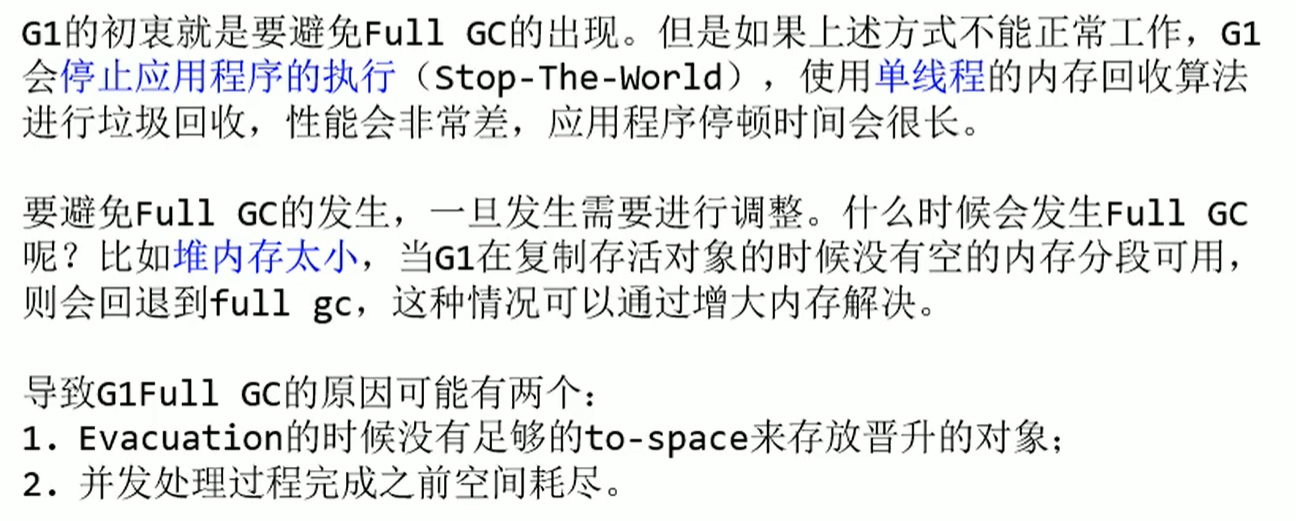 G1的初衷就是要避免Full GC的出现。但是如果上述方式不能正常工作，G1
会停止应用程序的执行（Stop-The-World），使用单线程的内存回收算法
进行垃圾回收，性能会非常差，应用程序停顿时间会很长。
要避免Full GC的发生，一旦发生需要进行调整。什么时候会发生Full GC
呢？比如堆内存太小，当G1在复制存活对象的时候没有空的内存分段可用，
则会回退到full gc，这种情况可以通过增大内存解决。
导致G1Full GC的原因可能有两个：
1. Evacuation的时候没有足够的to-space来存放晋升的对象；
2. 并发处理过程完成之前空间耗尽。